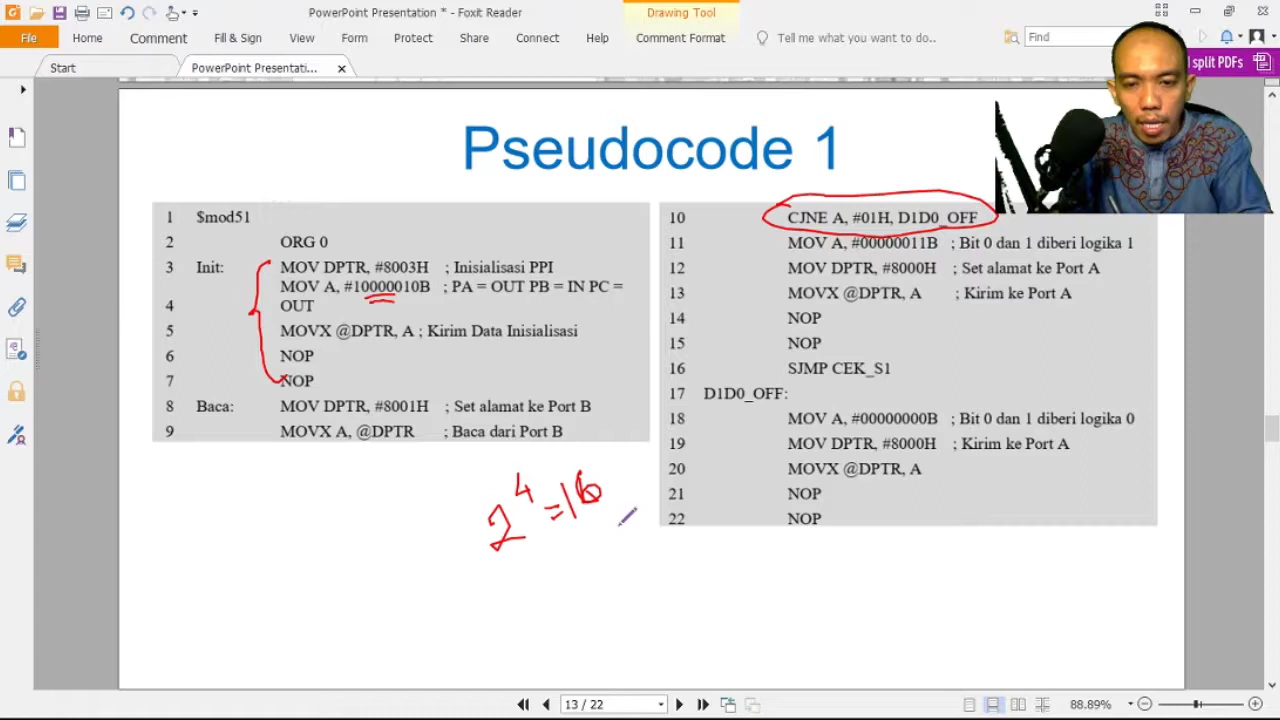 PowerPoint Presentation * - Foxit Reader
Drawing Tool
File Home Comment Fill & Sign View Form Protect Share Connect Help Comment Format Tell me what you want to do.. Find
Start PowerPoint Presentati... split PDFs
Pseudocode 1
1 $mod51
2 ORG 0
3 Init: MOV DPTR, #8003H ; Inisialisasi PPI
MOV A, #10000010B ; PA = OUT PB = IN PC =
4 OUT
5 MOVX @DPTR, A ; Kirim Data Inisialisasi
6 NOP
7 NOP
8 Baca: MOV DPTR, #8001H ; Set alamat ke Port B
9 MOVX A, @DPTR ; Baca dari Port B
10 CJNE A, #01H, D1D0_OFF
11 MOV A, #00000011B ; Bit 0 dan 1 diberi logika 1
12 MOV DPTR, #8000H ; Set alamat ke Port A
13 MOVX @DPTR, A ; Kirim ke Port A
14 NOP
15 NOP
16 SJMP CEK_S1
17 D1D0_OFF:
18 MOV A, #00000000B ; Bit 0 dan 1 diberi logika 0
19 MOV DPTR, #8000H ; Kirim ke Port A
20 MOVX @DPTR, A
21 NOP
22 NOP
2⁴ = 16
13 / 22 88.89%